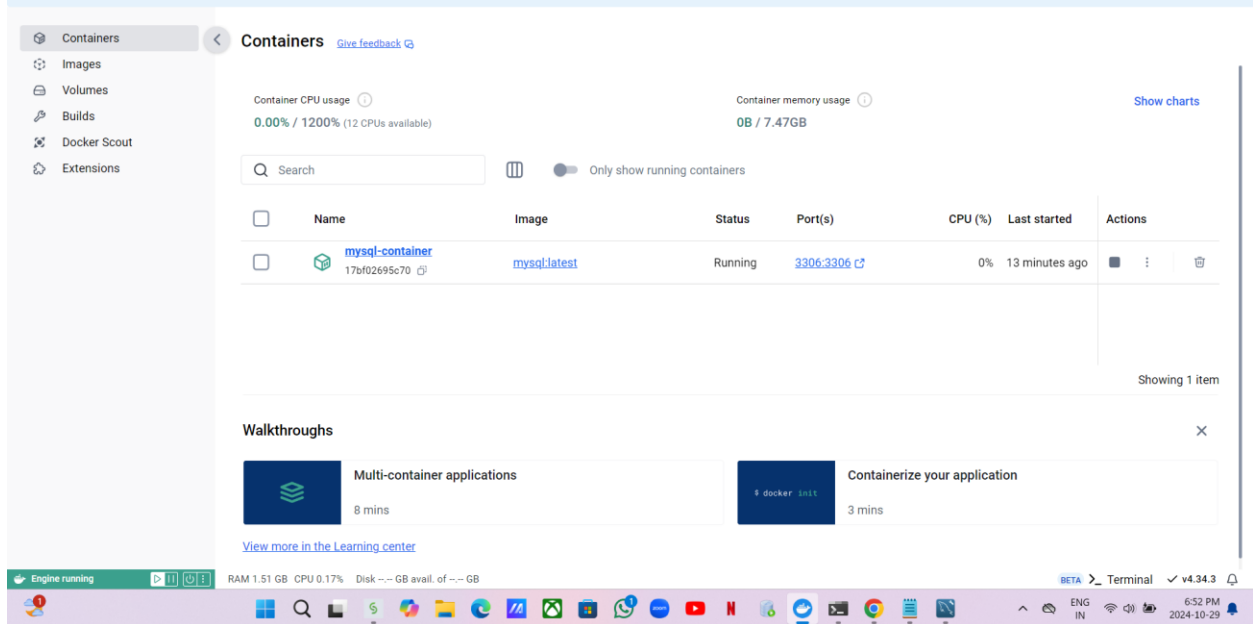 Containers
Images
Volumes
Builds
Docker Scout
Extensions
Containers Give feedback
Container CPU usage
0.00% / 1200% (12 CPUs available)
Container memory usage
0B / 7.47GB
Show charts
Search
Only show running containers
Name Image Status Port(s) CPU (%) Last started Actions
mysql-container
17bf02695c70
mysql:latest Running 3306:3306 0% 13 minutes ago
Showing 1 item
Walkthroughs
Multi-container applications
8 mins
$ docker init
Containerize your application
3 mins
View more in the Learning center
Engine running RAM 1.51 GB CPU 0.17% Disk --.-- GB avail. of --.-- GB BETA >_ Terminal v4.34.3
1
1
zoom
N
ENG
IN
6:52 PM
2024-10-29